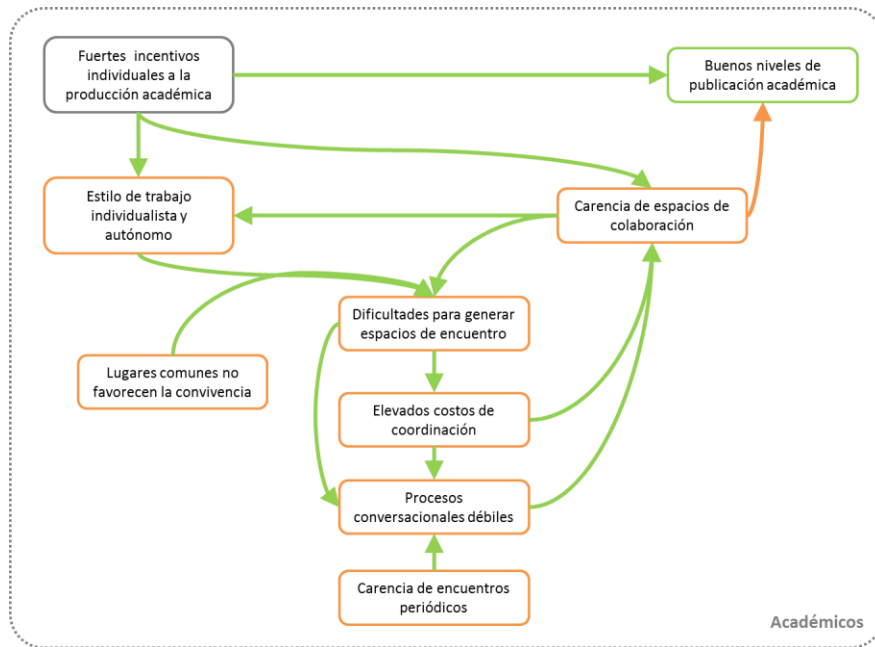 Fuertes incentivos
individuales a la
producción académica
Buenos niveles de
publicación académica
Estilo de trabajo
individualista y
autónomo
Carencia de espacios de
colaboración
Dificultades para generar
espacios de encuentro
Lugares comunes no
favorecen la convivencia
Elevados costos de
coordinación
Procesos
conversacionales débiles
Carencia de encuentros
periódicos
Académicos